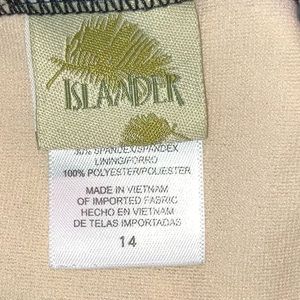 ISLANDER
SPANDEX/SPANDEX
LINING/FORRO
100% POLYESTER/POLIESTER
MADE IN VIETNAM
OF IMPORTED FABRIC
HECHO EN VIETNAM
DE TELAS IMPORTADAS
14